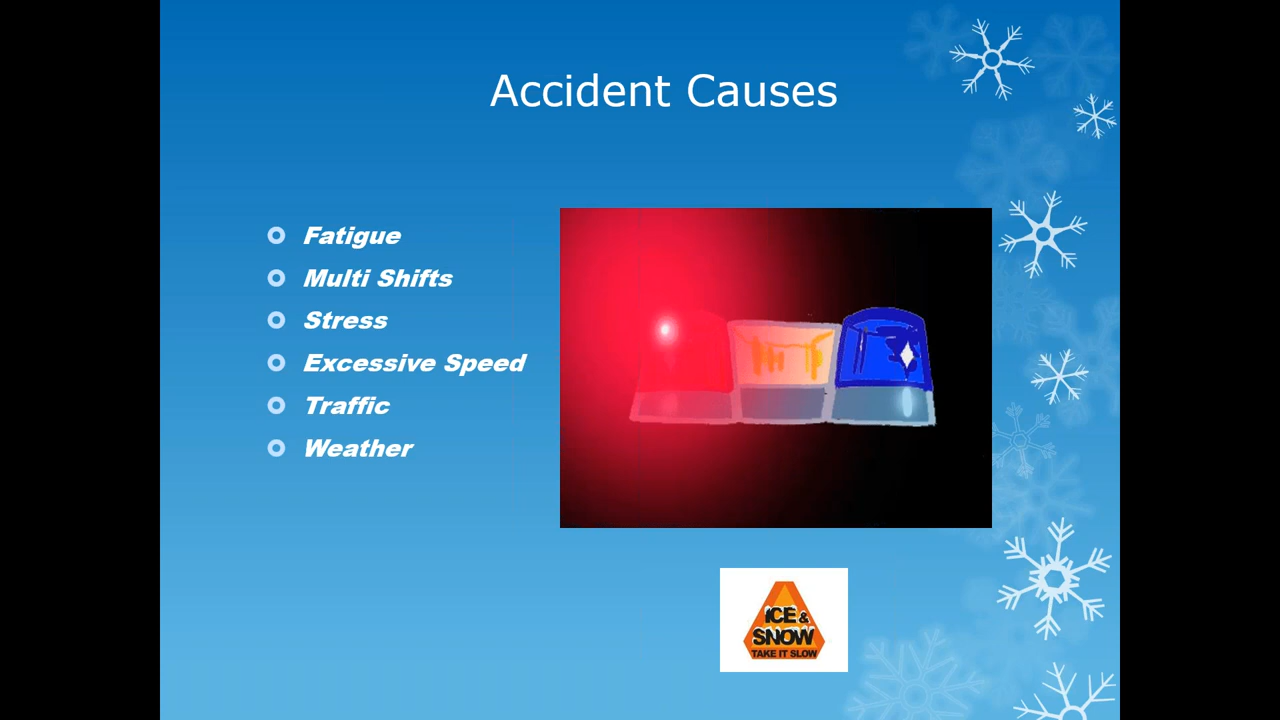 Accident Causes
Fatigue
Multi Shifts
Stress
Excessive Speed
Traffic
Weather
ICE &
SNOW
TAKE IT SLOW